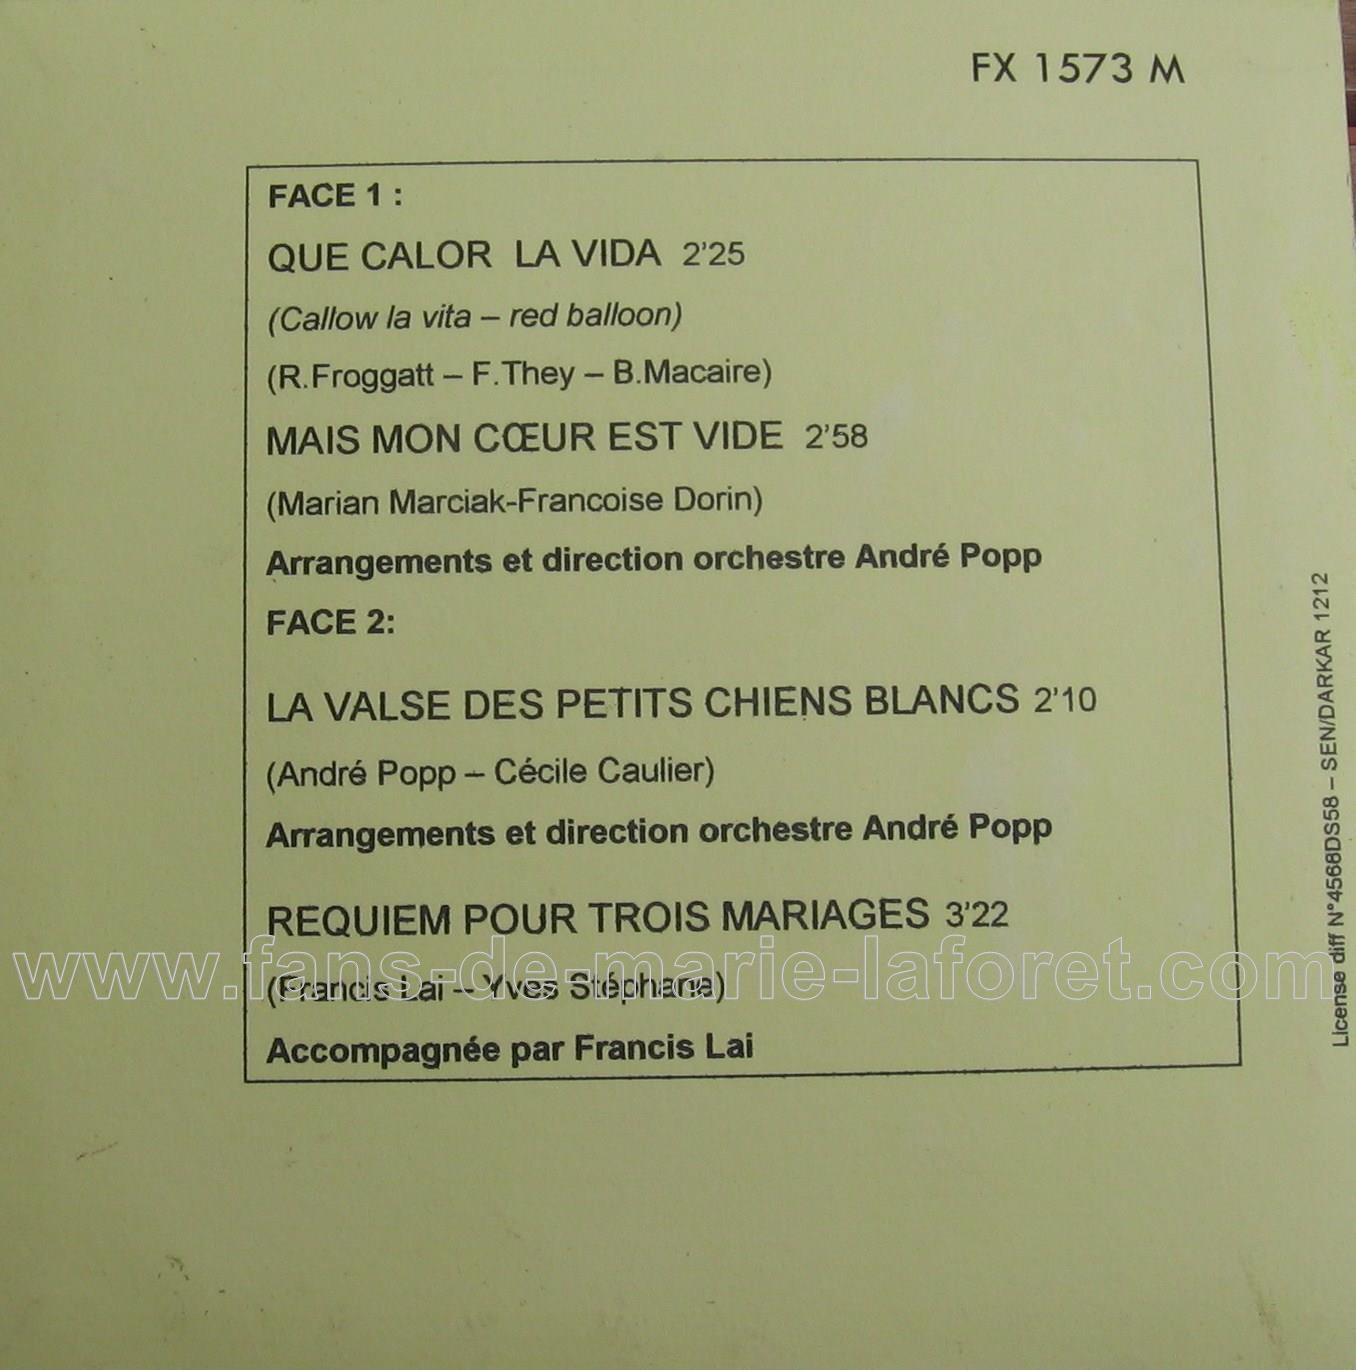 FX 1573 M
FACE 1 :
QUE CALOR LA VIDA 2'25
(Callow la vita – red balloon)
(R.Froggatt – F.They – B.Macaire)
MAIS MON CŒUR EST VIDE 2'58
(Marian Marciak-Francoise Dorin)
Arrangements et direction orchestre André Popp
FACE 2:
LA VALSE DES PETITS CHIENS BLANCS 2'10
(André Popp – Cécile Caulier)
Arrangements et direction orchestre André Popp
REQUIEM POUR TROIS MARIAGES 3'22
(Francis Lai – Yves Stéphane)
Accompagnée par Francis Lai
License diff N°4568DS58 – SEN/DARKAR 1212
www.fans-de-marie-laforet.com